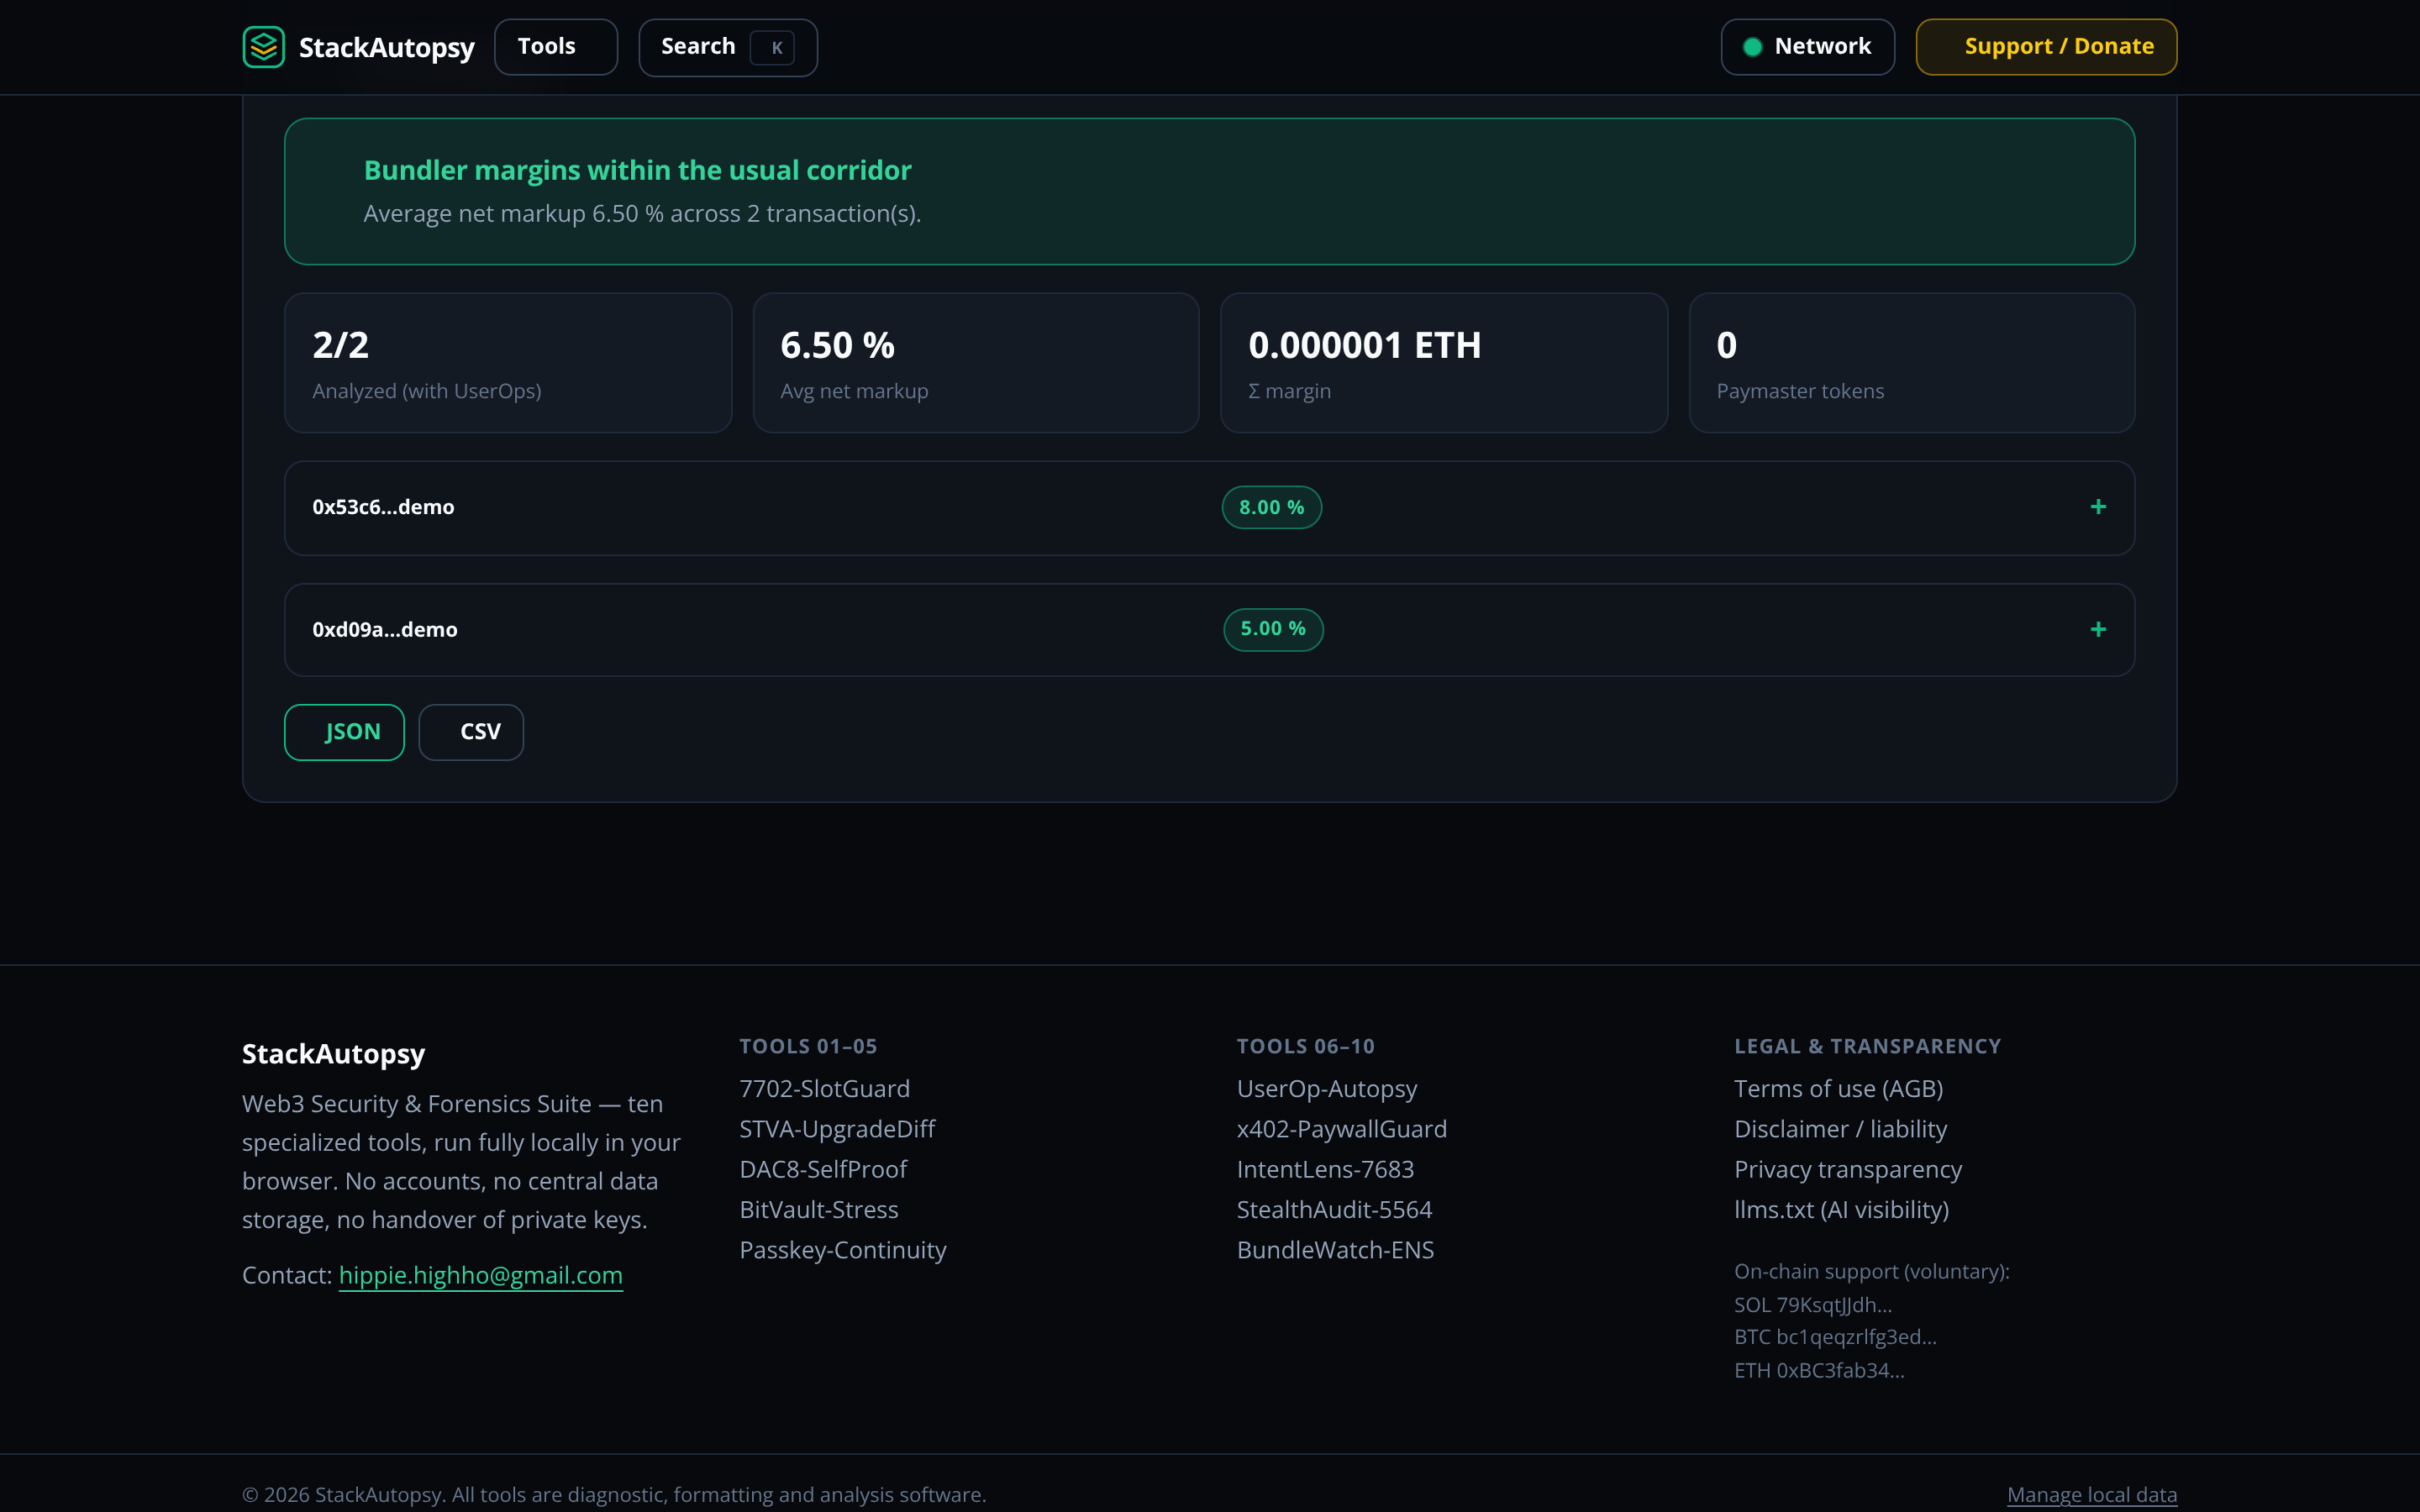 StackAutopsy
Tools
Search K
Network
Support / Donate
Bundler margins within the usual corridor
Average net markup 6.50 % across 2 transaction(s).
2/2
Analyzed (with UserOps)
6.50 %
Avg net markup
0.000001 ETH
Σ margin
0
Paymaster tokens
0x53c6…demo
8.00 %
+
0xd09a…demo
5.00 %
+
JSON
CSV
StackAutopsy
Web3 Security & Forensics Suite — ten
specialized tools, run fully locally in your
browser. No accounts, no central data
storage, no handover of private keys.
Contact: hippie.highho@gmail.com
TOOLS 01–05
7702-SlotGuard
STVA-UpgradeDiff
DAC8-SelfProof
BitVault-Stress
Passkey-Continuity
TOOLS 06–10
UserOp-Autopsy
x402-PaywallGuard
IntentLens-7683
StealthAudit-5564
BundleWatch-ENS
LEGAL & TRANSPARENCY
Terms of use (AGB)
Disclaimer / liability
Privacy transparency
llms.txt (AI visibility)
On-chain support (voluntary):
SOL 79KsqtJJdh…
BTC bc1qeqzrlfg3ed…
ETH 0xBC3fab34…
© 2026 StackAutopsy. All tools are diagnostic, formatting and analysis software.
Manage local data